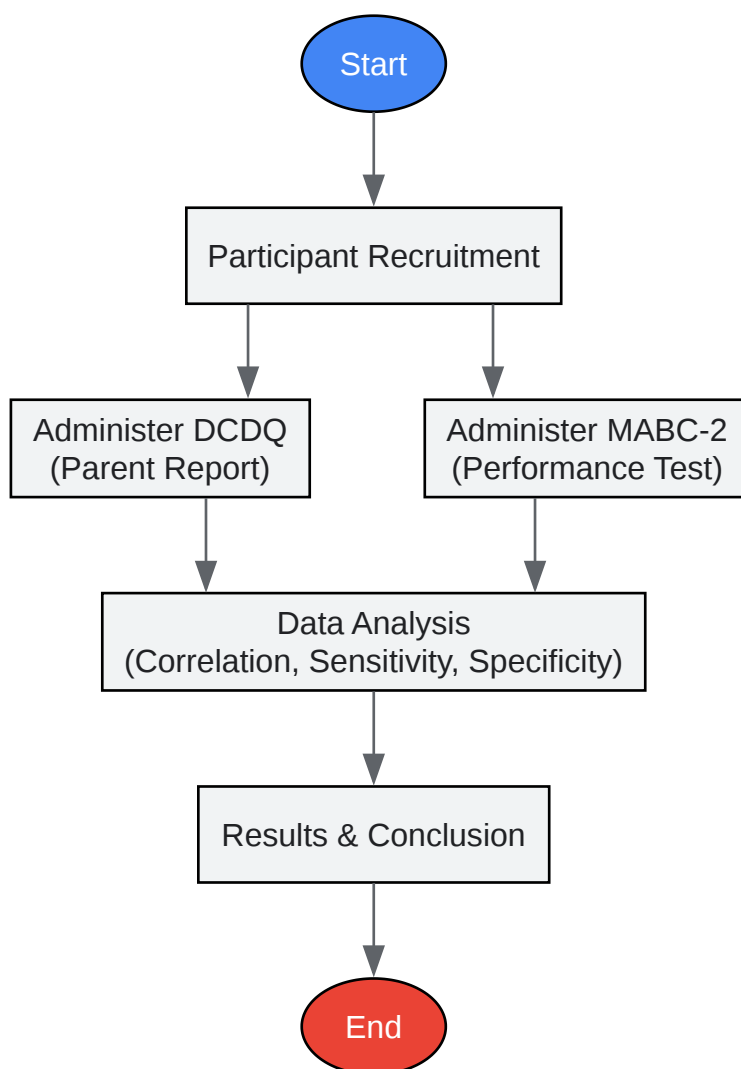 Start
Participant Recruitment
Administer DCDQ
(Parent Report)
Administer MABC-2
(Performance Test)
Data Analysis
(Correlation, Sensitivity, Specificity)
Results & Conclusion
End